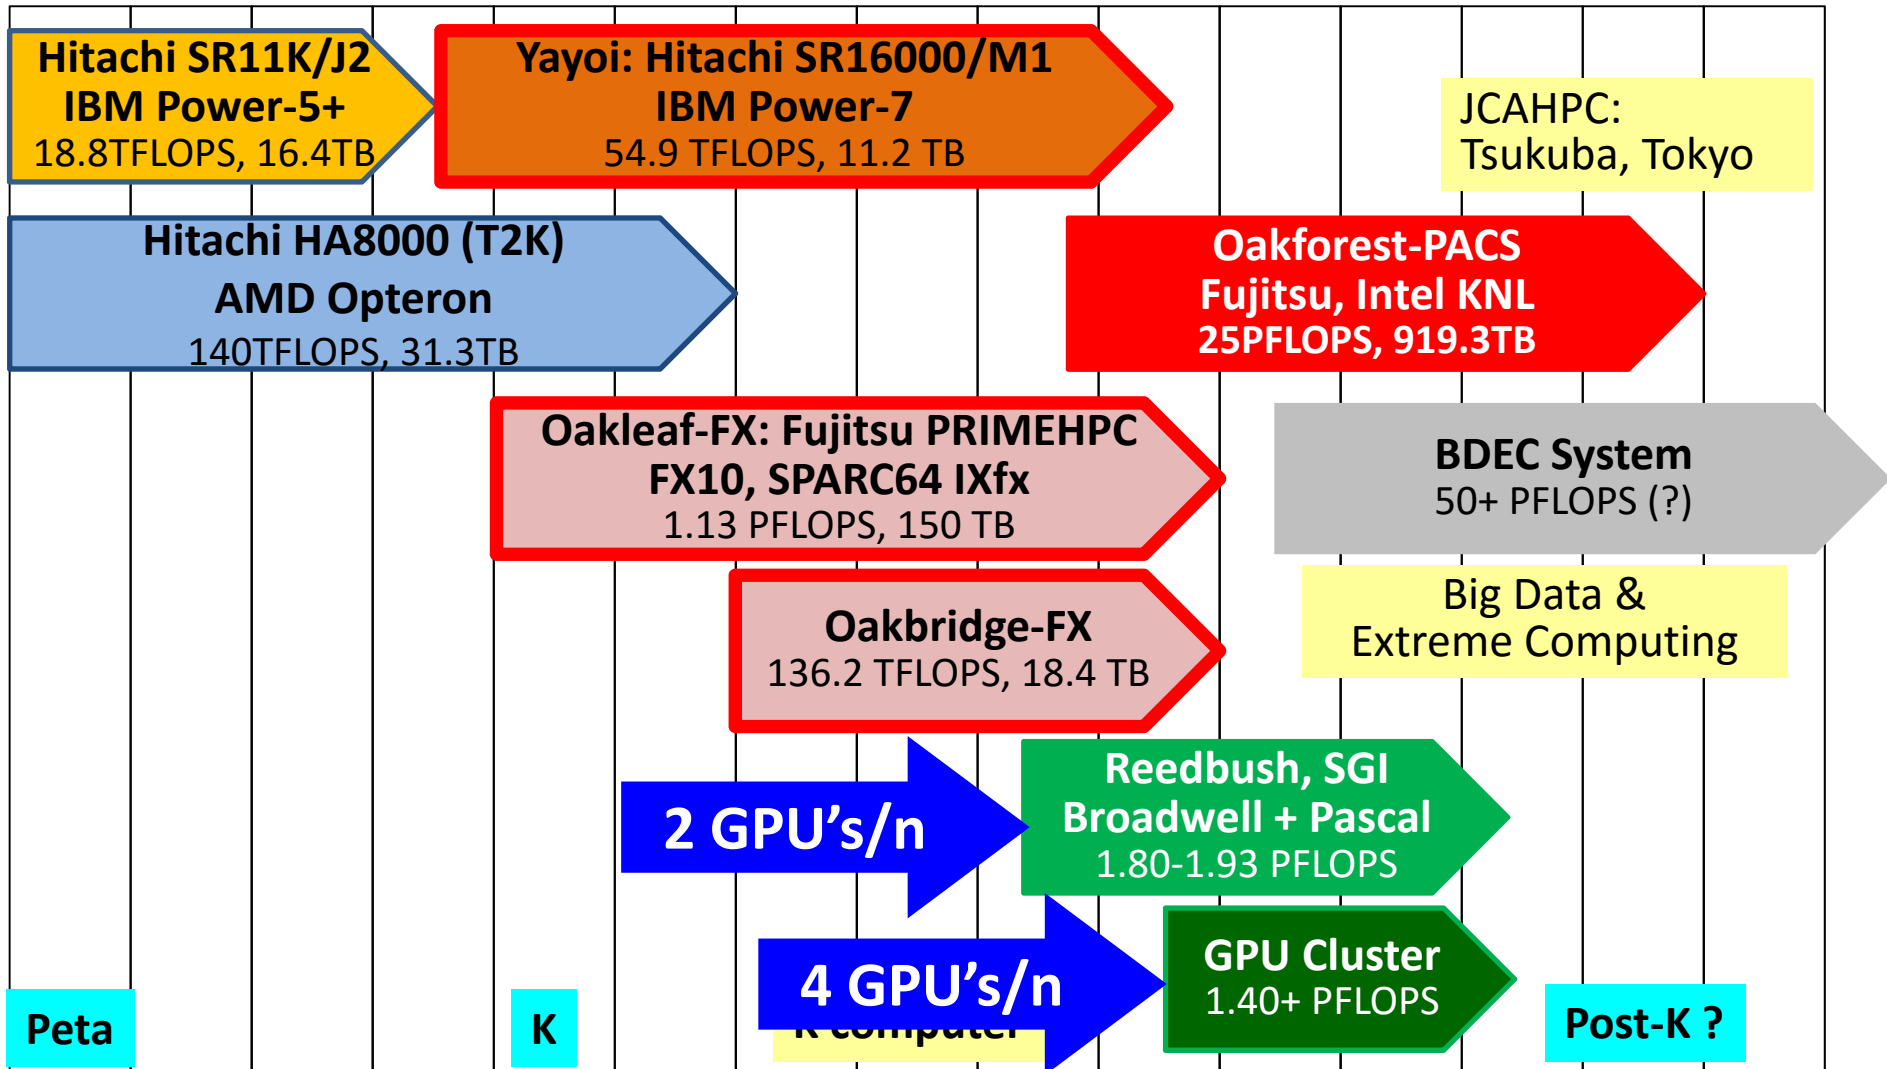 Hitachi SR11K/J2
IBM Power-5+
18.8TFLOPS, 16.4TB
Yayoi: Hitachi SR16000/M1
IBM Power-7
54.9 TFLOPS, 11.2 TB
JCAHPC:
Tsukuba, Tokyo
Hitachi HA8000 (T2K)
AMD Opteron
140TFLOPS, 31.3TB
Oakforest-PACS
Fujitsu, Intel KNL
25PFLOPS, 919.3TB
Oakleaf-FX: Fujitsu PRIMEHPC
FX10, SPARC64 IXfx
1.13 PFLOPS, 150 TB
BDEC System
50+ PFLOPS (?)
Big Data &
Extreme Computing
Oakbridge-FX
136.2 TFLOPS, 18.4 TB
2 GPU’s/n
Reedbush, SGI
Broadwell + Pascal
1.80-1.93 PFLOPS
4 GPU’s/n
GPU Cluster
1.40+ PFLOPS
Peta
K
K computer
Post-K ?